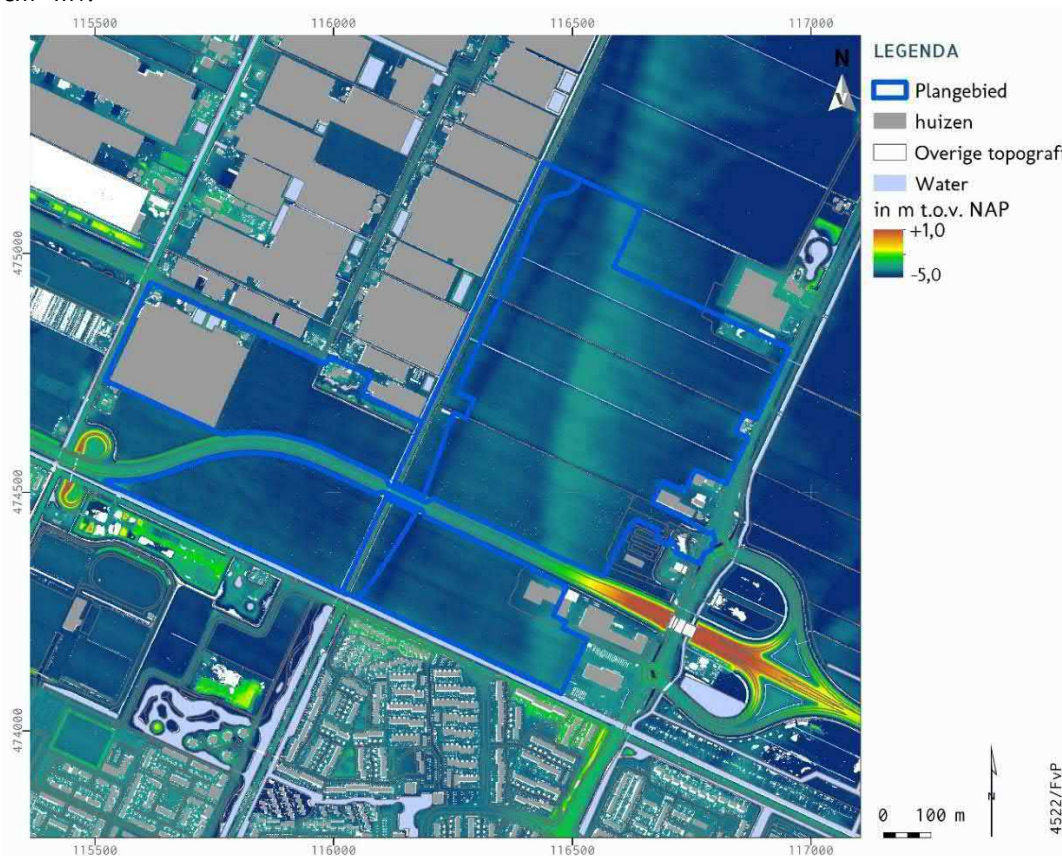 115500 116000 116500 117000
N
LEGENDA
Plangebied
huizen
Overige topografi
Water
in m t.o.v. NAP
+1,0
-5,0
475000
474500
474000
N
0 100 m
4522/FvP
115500 116000 116500 117000